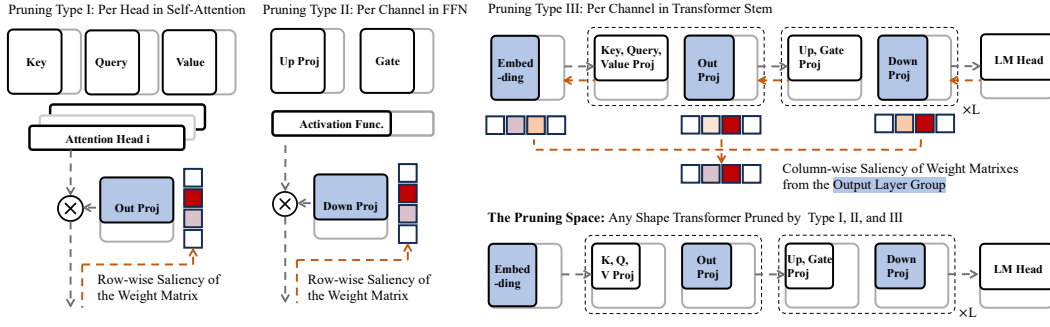 Pruning Type I: Per Head in Self-Attention
Key
Query
Value
Attention Head i
Out Proj
Row-wise Saliency of
the Weight Matrix
Pruning Type II: Per Channel in FFN
Up Proj
Gate
Activation Func.
Down Proj
Row-wise Saliency of
the Weight Matrix
Pruning Type III: Per Channel in Transformer Stem
Embed
-ding
Key, Query,
Value Proj
Out
Proj
Up, Gate
Proj
Down
Proj
LM Head
×L
Column-wise Saliency of Weight Matrixes
from the Output Layer Group
The Pruning Space: Any Shape Transformer Pruned by Type I, II, and III
Embed
-ding
K, Q,
V Proj
Out
Proj
Up, Gate
Proj
Down
Proj
LM Head
×L